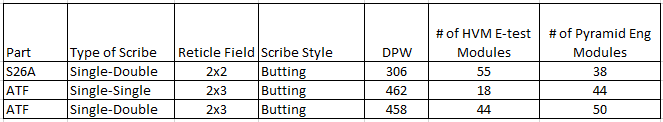 Part Type of Scribe Reticle Field Scribe Style DPW # of HVM E-test Modules # of Pyramid Eng Modules
S26A Single-Double 2x2 Butting 306 55 38
ATF Single-Single 2x3 Butting 462 18 44
ATF Single-Double 2x3 Butting 458 44 50